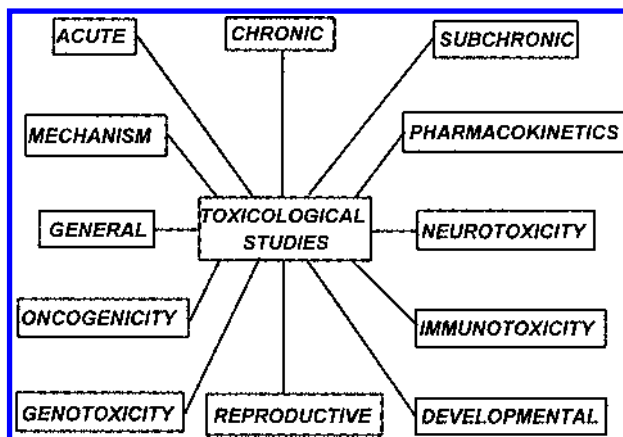 ACUTE
CHRONIC
SUBCHRONIC
MECHANISM
PHARMACOKINETICS
GENERAL
TOXICOLOGICAL
STUDIES
NEUROTOXICITY
ONCOGENICITY
IMMUNOTOXICITY
GENOTOXICITY
REPRODUCTIVE
DEVELOPMENTAL